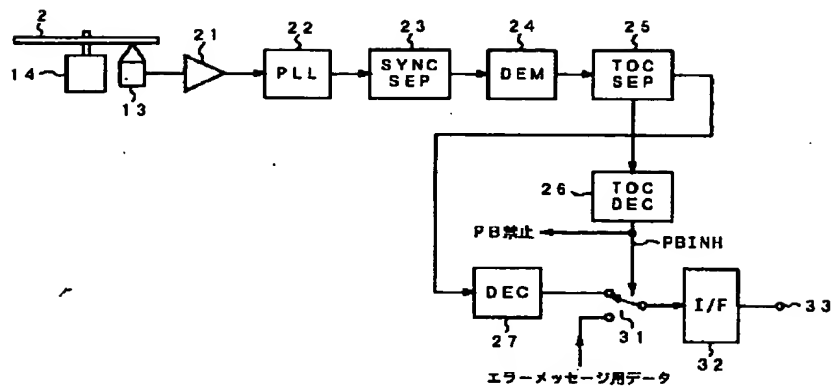 2
21
22
23
24
25
14
13
PLL
SYNC
SEP
DEM
TOC
SEP
26
TOC
DEC
PB禁止
PBINH
DEC
27
31
I/F
32
33
エラーメッセージ用データ